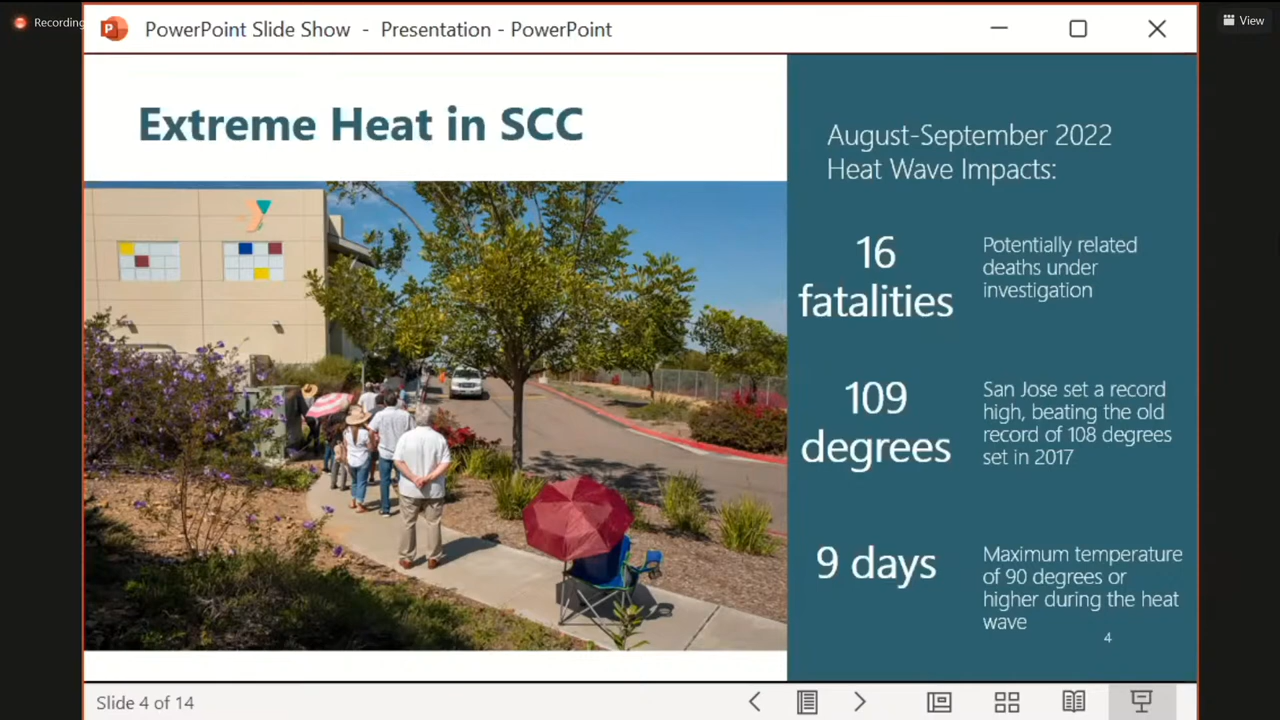 Recording
PowerPoint Slide Show - Presentation - PowerPoint
View
Extreme Heat in SCC
August-September 2022
Heat Wave Impacts:
16
fatalities
Potentially related
deaths under
investigation
109
degrees
San Jose set a record
high, beating the old
record of 108 degrees
set in 2017
9 days
Maximum temperature
of 90 degrees or
higher during the heat
wave
4
Slide 4 of 14